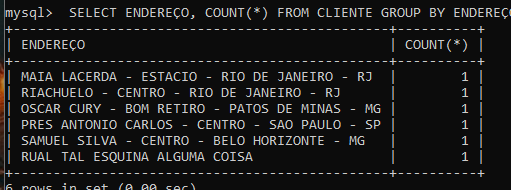 mysql>  SELECT ENDEREÇO, COUNT(*) FROM CLIENTE GROUP BY ENDEREÇO
ENDEREÇO | COUNT(*) |
MAIA LACERDA - ESTACIO - RIO DE JANEIRO - RJ | 1 |
RIACHUELO - CENTRO - RIO DE JANEIRO - RJ | 1 |
OSCAR CURY - BOM RETIRO - PATOS DE MINAS - MG | 1 |
PRES ANTONIO CARLOS - CENTRO - SAO PAULO - SP | 1 |
SAMUEL SILVA - CENTRO - BELO HORIZONTE - MG | 1 |
RUAL TAL ESQUINA ALGUMA COISA | 1 |
6 rows in set (0.00 sec)